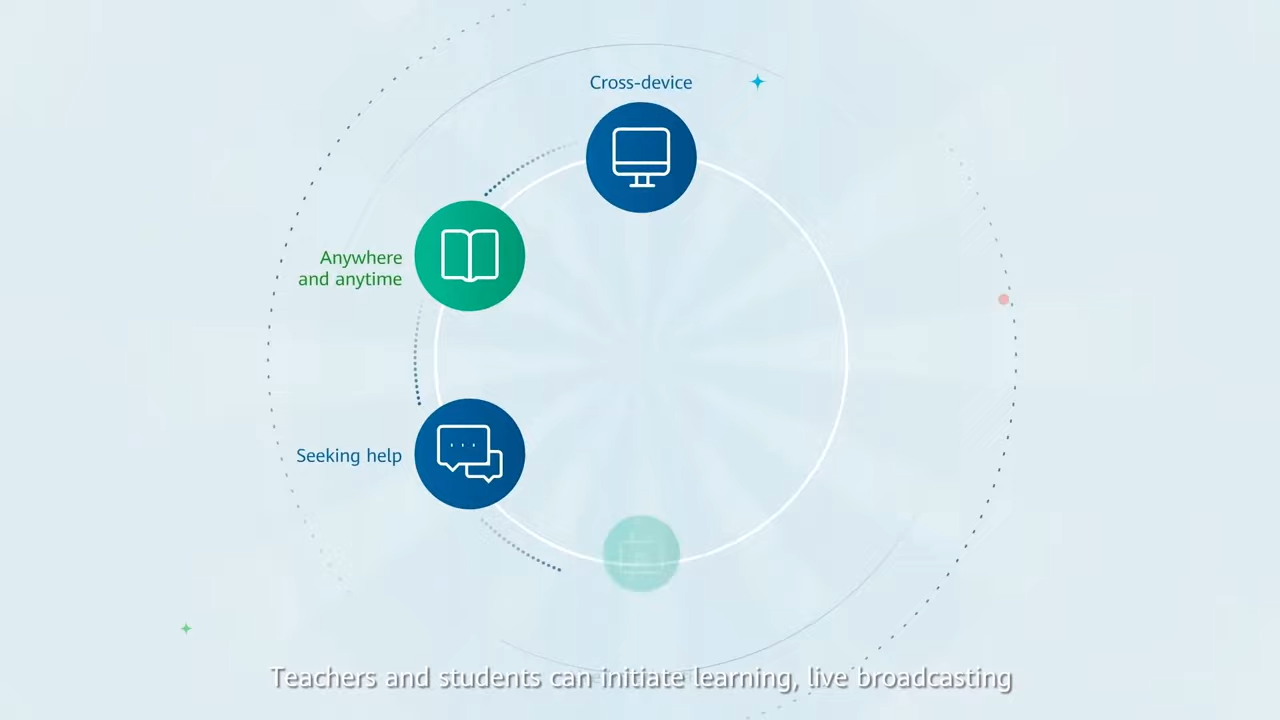 Cross-device
Anywhere
and anytime
Seeking help
Teachers and students can initiate learning, live broadcasting